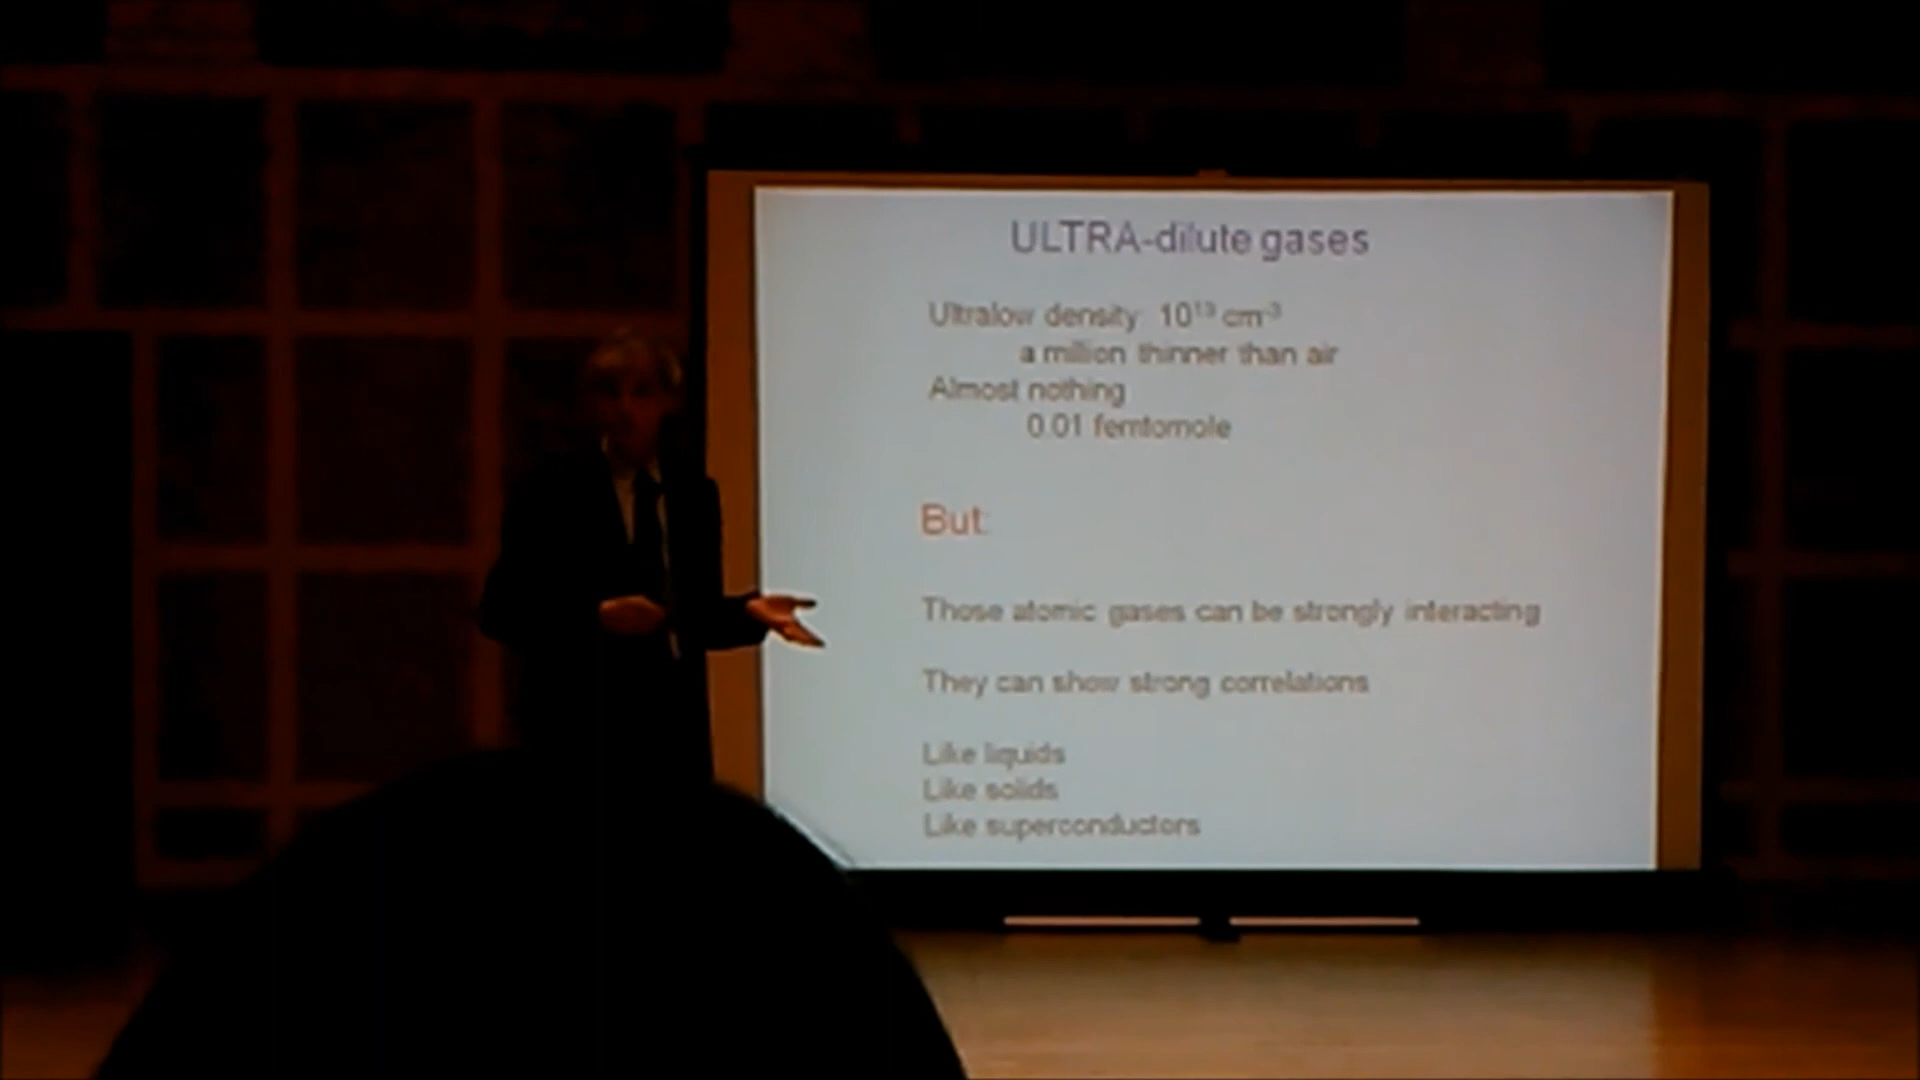 ULTRA-dilute gases
Ultralow density: 10¹³ cm⁻³
a million thinner than air
Almost nothing
0.01 femtomole
But:
Those atomic gases can be strongly interacting
They can show strong correlations
Like liquids
Like solids
Like superconductors